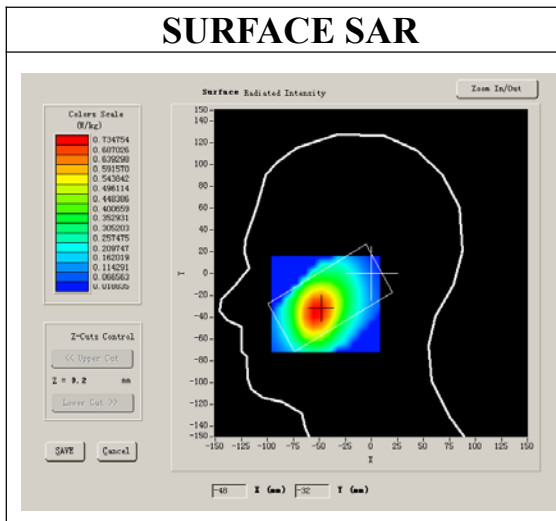 SURFACE SAR
Surface Radiated Intensity
Zoom In/Out
Colors Scale
(W/kg)
0.734754
0.687026
0.639298
0.591570
0.543842
0.496114
0.448386
0.400659
0.352931
0.305203
0.257475
0.209747
0.162019
0.114291
0.066563
0.018835
150
140
120
100
80
60
40
20
Y 0
-20
-40
-60
-80
-100
-120
-140
-150
-150 -125 -100 -75 -50 -25 0 25 50 75 100 125 150
X
Z-Cuts Control
<< Upper Cut
Z = 9.2 mm
Lower Cut >>
SAVE Cancel
-48 X (mm) -32 Y (mm)